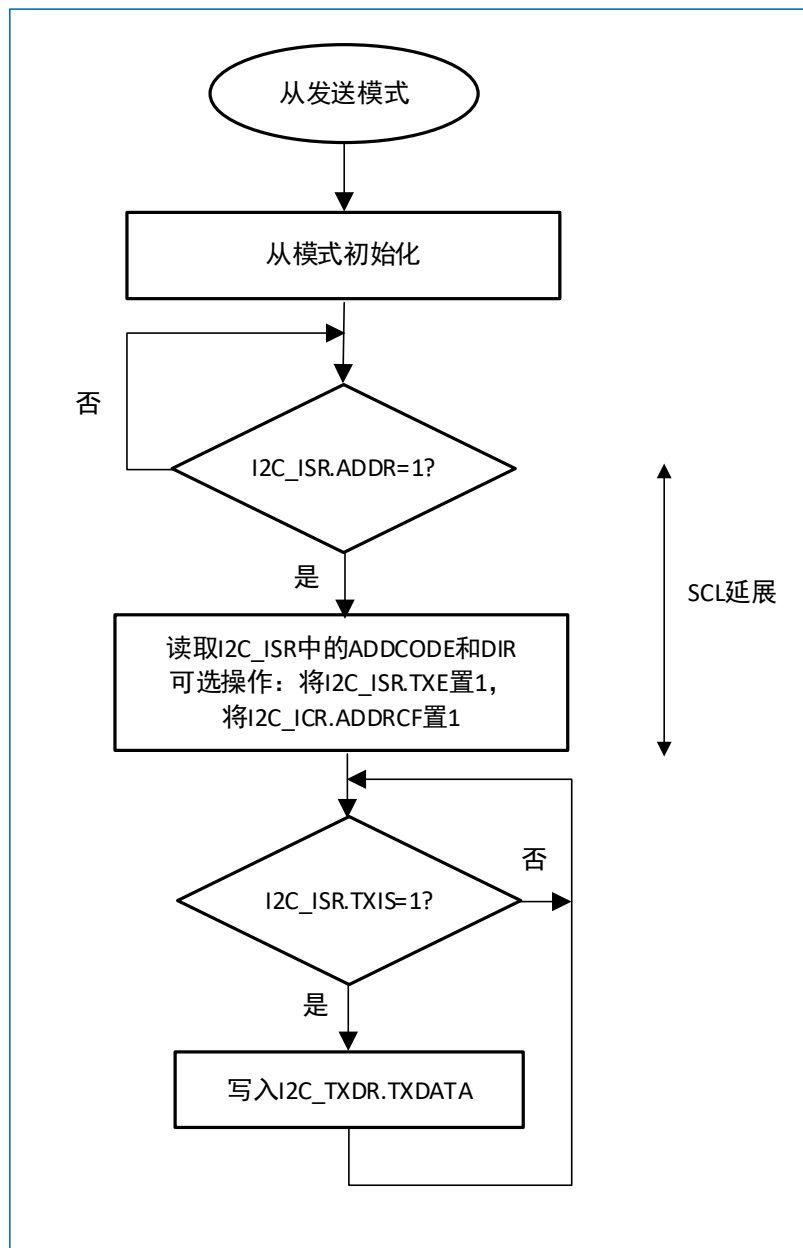 从发送模式
从模式初始化
否
I2C_ISR.ADDR=1?
是
SCL延展
读取I2C_ISR中的ADDCODE和DIR
可选操作：将I2C_ISR.TXE置1，
将I2C_ICR.ADDRCF置1
否
I2C_ISR.TXIS=1?
是
写入I2C_TXDR.TXDATA